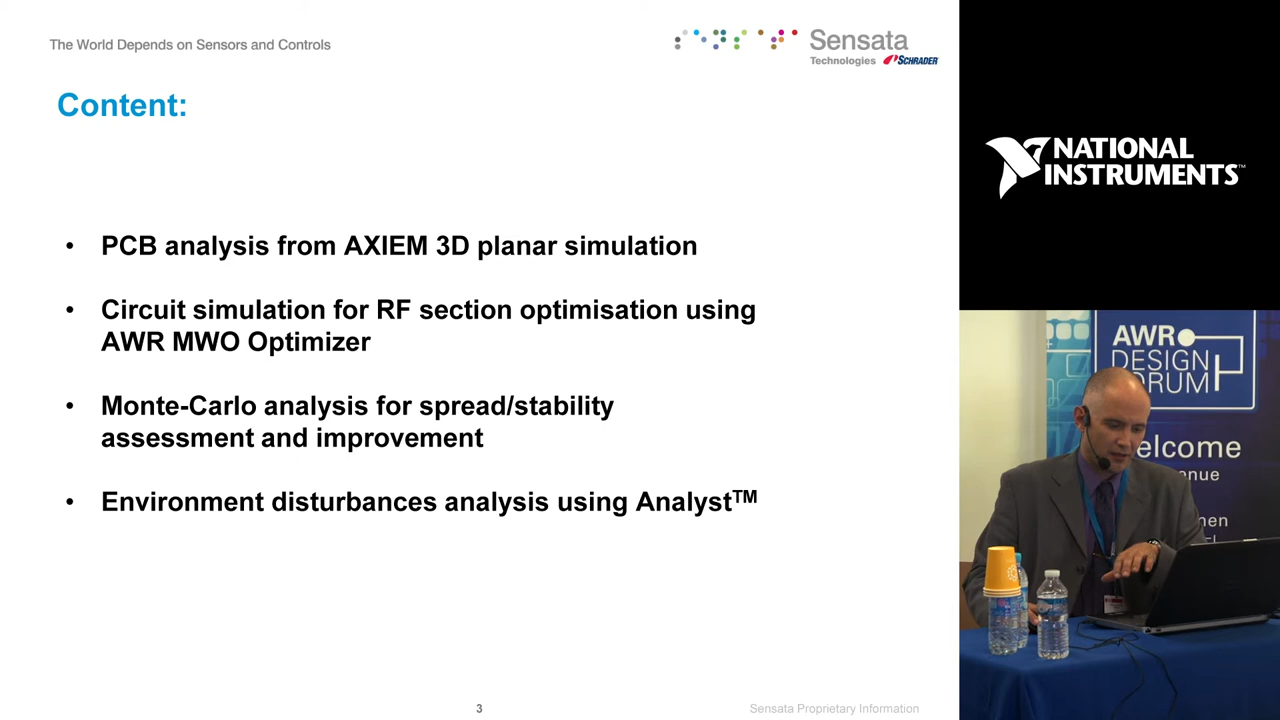 The World Depends on Sensors and Controls
Sensata
Technologies SCHRADER
Content:
• PCB analysis from AXIEM 3D planar simulation
• Circuit simulation for RF section optimisation using
AWR MWO Optimizer
• Monte-Carlo analysis for spread/stability
assessment and improvement
• Environment disturbances analysis using Analyst™
3
Sensata Proprietary Information
NATIONAL
INSTRUMENTS™
AWR
DESIGN
FORUM
elcome